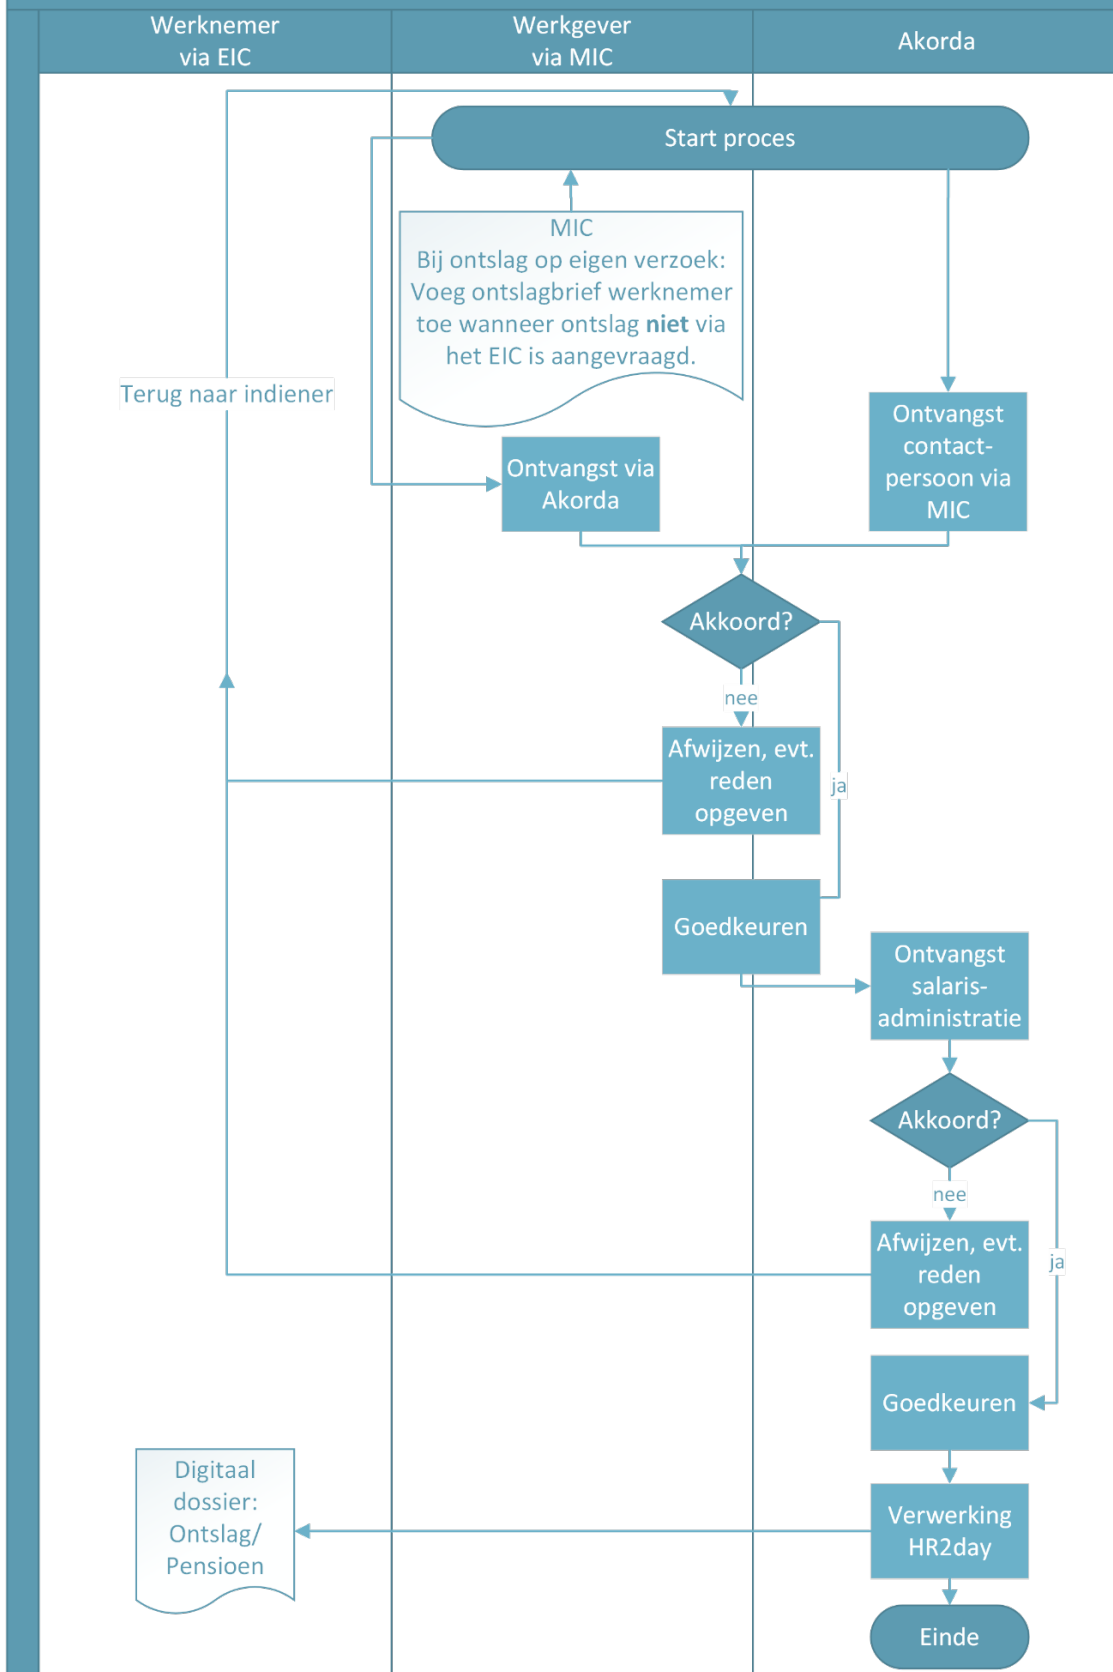 Werknemer
via EIC
Werkgever
via MIC
Akorda
Start proces
MIC
Bij ontslag op eigen verzoek:
Voeg ontslagbrief werknemer
toe wanneer ontslag niet via
het EIC is aangevraagd.
Terug naar indiener
Ontvangst
contact-
persoon via
MIC
Ontvangst via
Akorda
Akkoord?
nee
Afwijzen, evt.
reden
opgeven
ja
Goedkeuren
Ontvangst
salaris-
administratie
Akkoord?
nee
Afwijzen, evt.
reden
opgeven
ja
Goedkeuren
Digitaal
dossier:
Ontslag/
Pensioen
Verwerking
HR2day
Einde